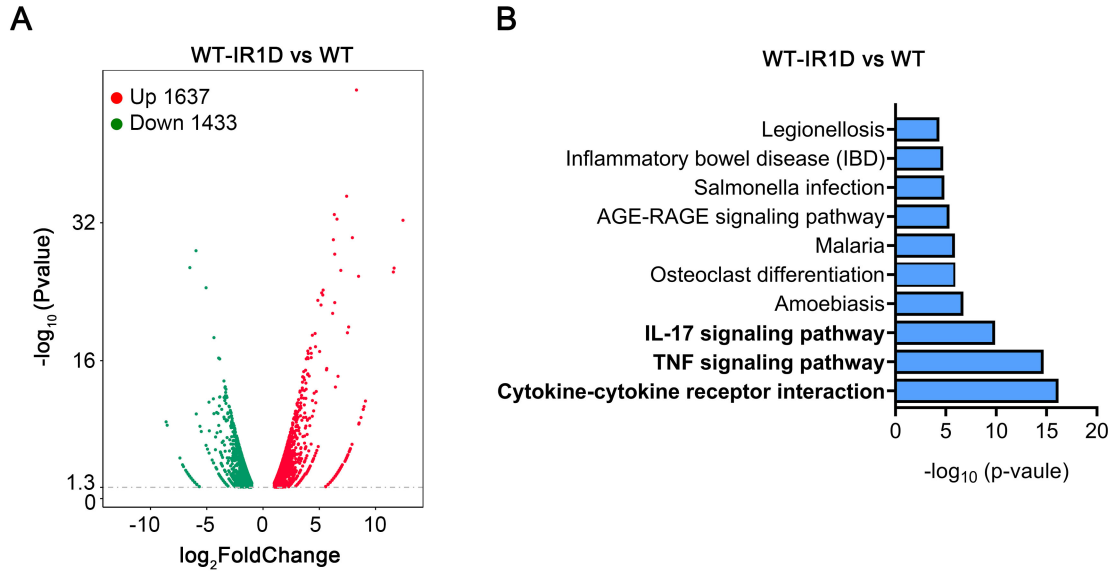 A
WT-IR1D vs WT
Up 1637
Down 1433
32
16
1.3
0
-log10 (Pvalue)
-10
-5
0
5
10
log2FoldChange
B
WT-IR1D vs WT
Legionellosis
Inflammatory bowel disease (IBD)
Salmonella infection
AGE-RAGE signaling pathway
Malaria
Osteoclast differentiation
Amoebiasis
IL-17 signaling pathway
TNF signaling pathway
Cytokine-cytokine receptor interaction
0
5
10
15
20
-log10 (p-vaule)